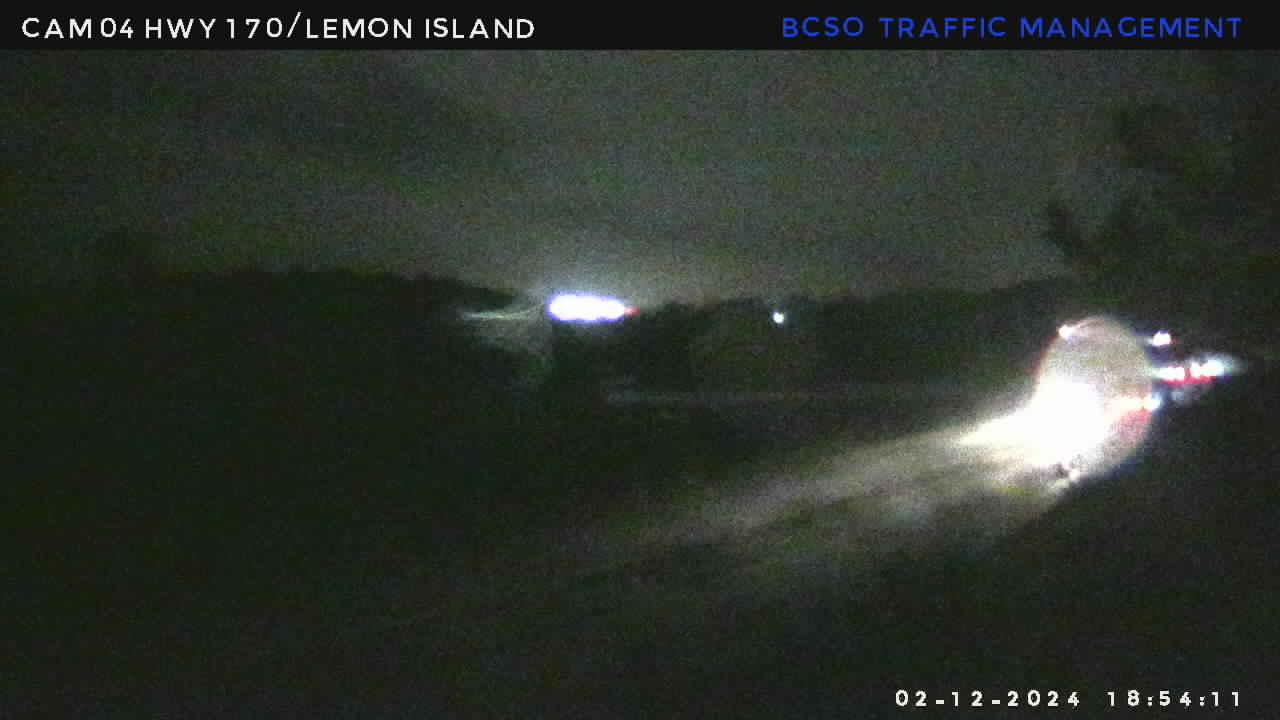 CAM04 HWY 170/LEMON ISLAND
BCSO TRAFFIC MANAGEMENT
02-12-2024 18:54:11